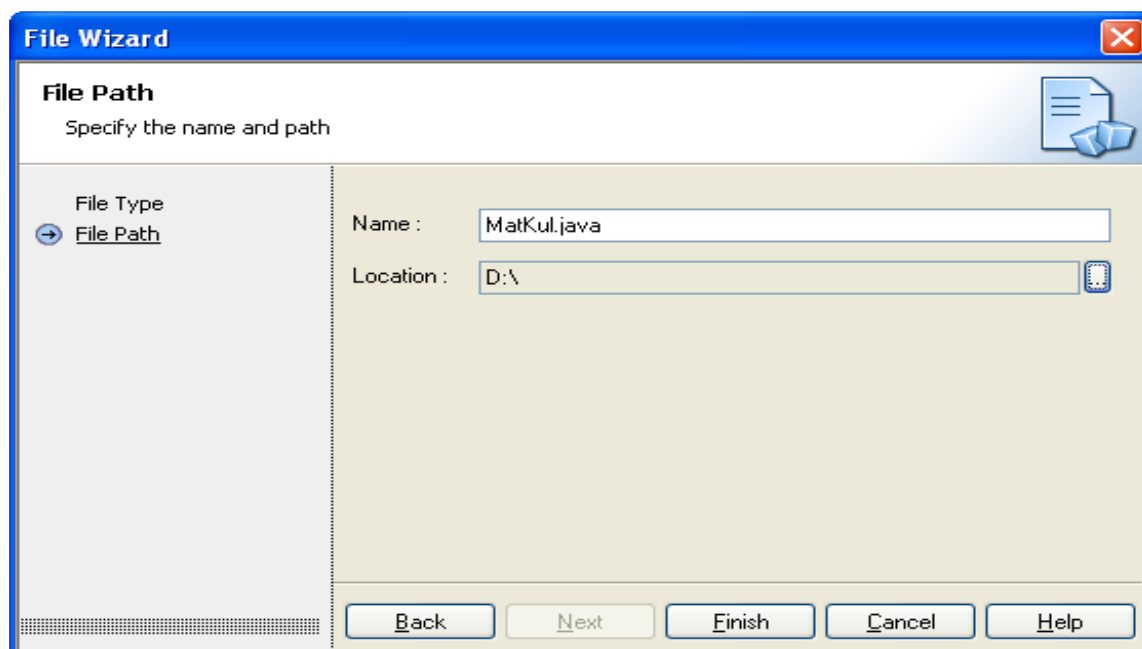 File Wizard
File Path
Specify the name and path
File Type
File Path
Name :
MatKul.java
Location :
D:\
...
Back
Next
Finish
Cancel
Help